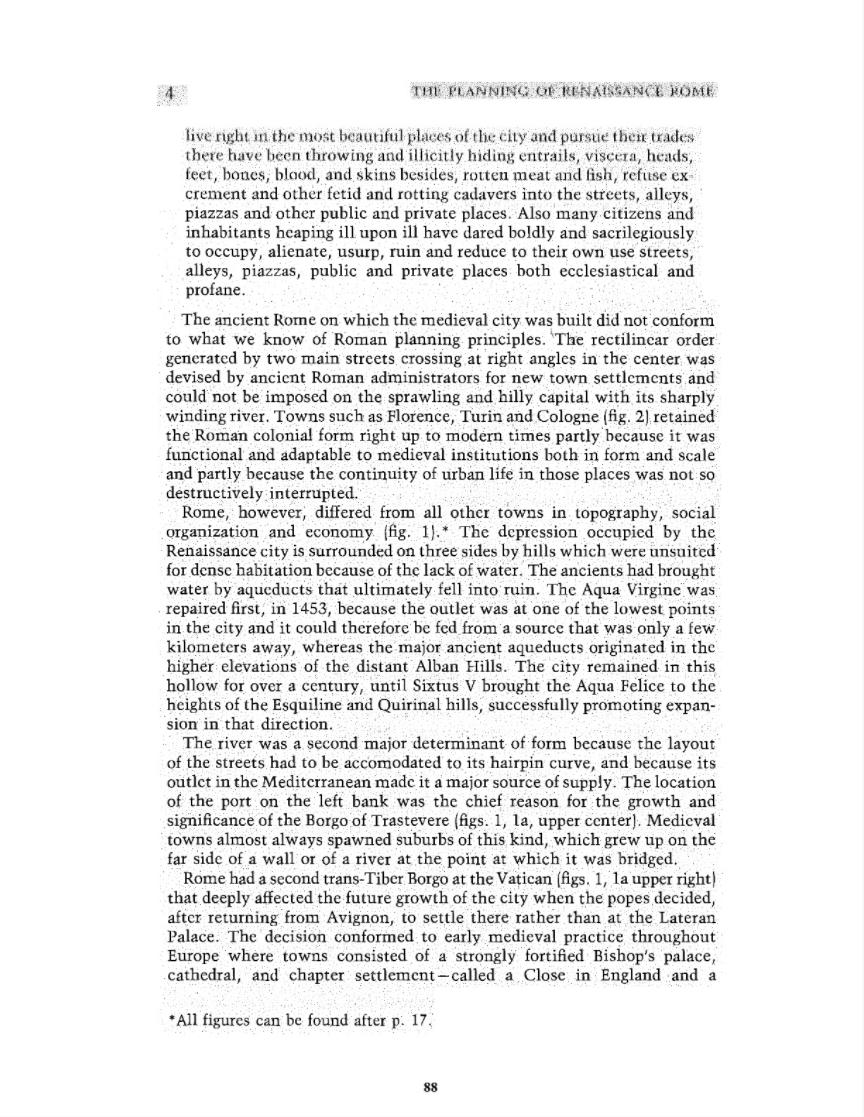 4
THE PLANNING OF RENAISSANCE ROME
live right in the most beautiful places of the city and pursue their trades
there have been throwing and illicitly hiding entrails, viscera, heads,
feet, bones, blood, and skins besides, rotten meat and fish, refuse ex-
crement and other fetid and rotting cadavers into the streets, alleys,
piazzas and other public and private places. Also many citizens and
inhabitants heaping ill upon ill have dared boldly and sacrilegiously
to occupy, alienate, usurp, ruin and reduce to their own use streets,
alleys, piazzas, public and private places both ecclesiastical and
profane.
The ancient Rome on which the medieval city was built did not conform
to what we know of Roman planning principles. The rectilinear order
generated by two main streets crossing at right angles in the center was
devised by ancient Roman administrators for new town settlements and
could not be imposed on the sprawling and hilly capital with its sharply
winding river. Towns such as Florence, Turin and Cologne (fig. 2) retained
the Roman colonial form right up to modern times partly because it was
functional and adaptable to medieval institutions both in form and scale
and partly because the continuity of urban life in those places was not so
destructively interrupted.
Rome, however, differed from all other towns in topography, social
organization and economy (fig. 1).* The depression occupied by the
Renaissance city is surrounded on three sides by hills which were unsuited
for dense habitation because of the lack of water. The ancients had brought
water by aqueducts that ultimately fell into ruin. The Aqua Virgine was
repaired first, in 1453, because the outlet was at one of the lowest points
in the city and it could therefore be fed from a source that was only a few
kilometers away, whereas the major ancient aqueducts originated in the
higher elevations of the distant Alban Hills. The city remained in this
hollow for over a century, until Sixtus V brought the Aqua Felice to the
heights of the Esquiline and Quirinal hills, successfully promoting expan-
sion in that direction.
The river was a second major determinant of form because the layout
of the streets had to be accomodated to its hairpin curve, and because its
outlet in the Mediterranean made it a major source of supply. The location
of the port on the left bank was the chief reason for the growth and
significance of the Borgo of Trastevere (figs. 1, 1a, upper center). Medieval
towns almost always spawned suburbs of this kind, which grew up on the
far side of a wall or of a river at the point at which it was bridged.
Rome had a second trans-Tiber Borgo at the Vatican (figs. 1, 1a upper right)
that deeply affected the future growth of the city when the popes decided,
after returning from Avignon, to settle there rather than at the Lateran
Palace. The decision conformed to early medieval practice throughout
Europe where towns consisted of a strongly fortified Bishop's palace,
cathedral, and chapter settlement—called a Close in England and a
*All figures can be found after p. 17.
88